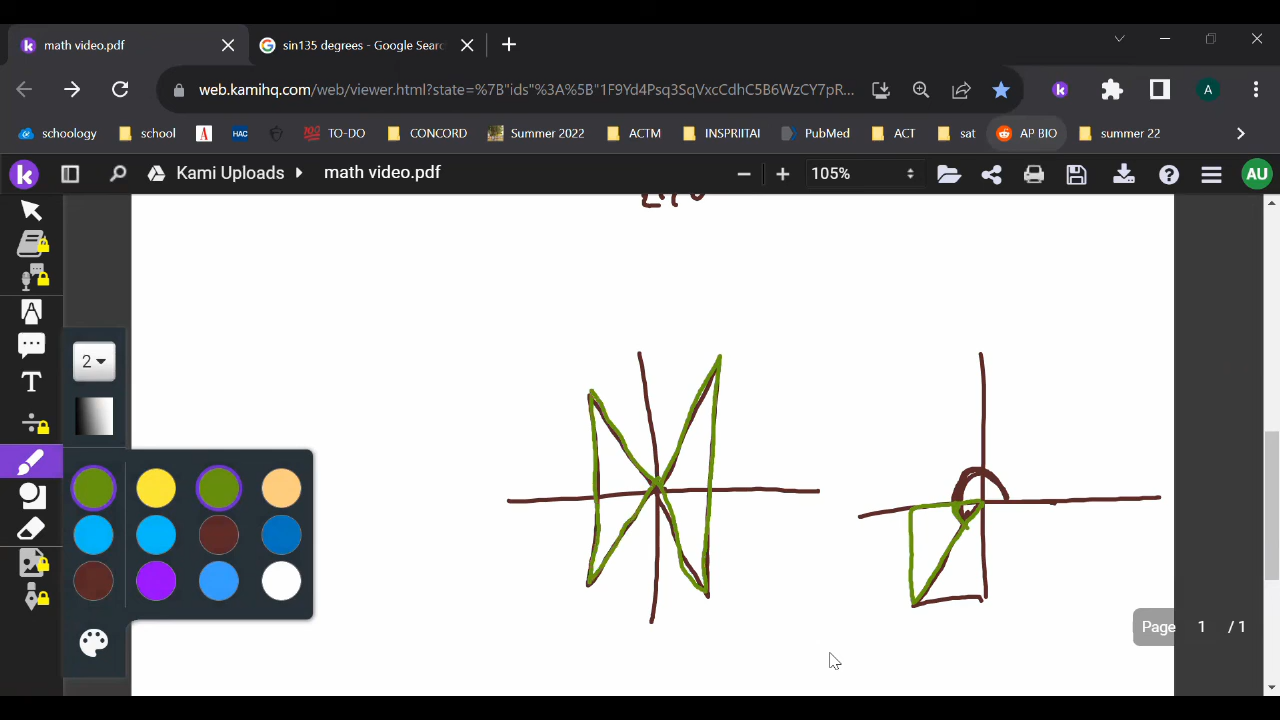 math video.pdf
sin135 degrees - Google Searc
web.kamihq.com/web/viewer.html?state=%7B"ids"%3A%5B"1F9Yd4Psq3SqVxcCdhC5B6WzCY7pR...
A
schoology
school
A
HAC
TO-DO
CONCORD
Summer 2022
ACTM
INSPRIITAI
PubMed
ACT
sat
AP BIO
summer 22
Kami Uploads
math video.pdf
105%
AU
2
Page 1 / 1